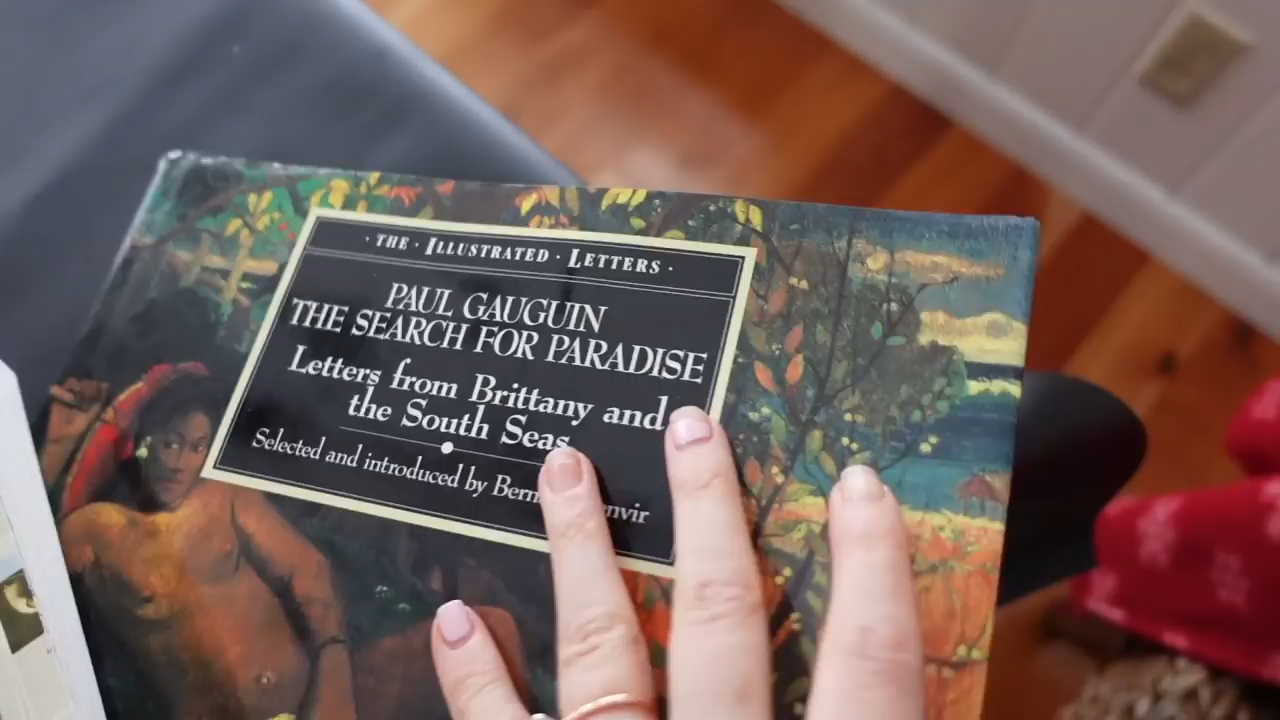 · THE · ILLUSTRATED · LETTERS ·
PAUL GAUGUIN
THE SEARCH FOR PARADISE
Letters from Brittany and
the South Seas
Selected and introduced by